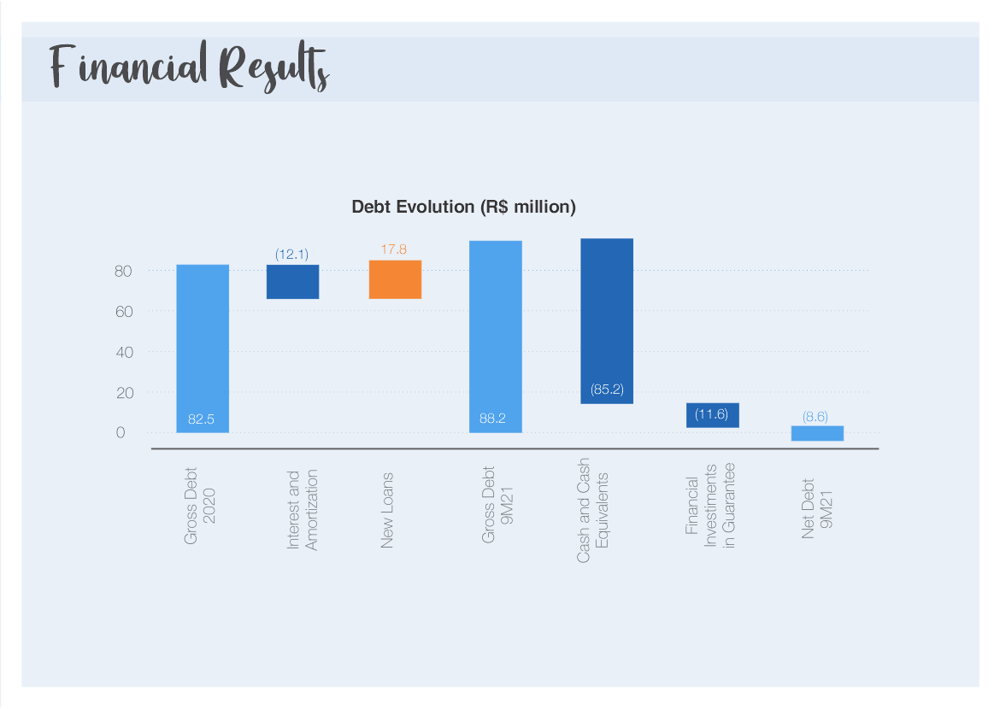 Financial Results
Debt Evolution (R$ million)
80
60
40
20
0
82.5
(12.1)
17.8
88.2
(85.2)
(11.6)
(8.6)
Gross Debt
2020
Interest and
Amortization
New Loans
Gross Debt
9M21
Cash and Cash
Equivalents
Financial
Investiments
in Guarantee
Net Debt
9M21